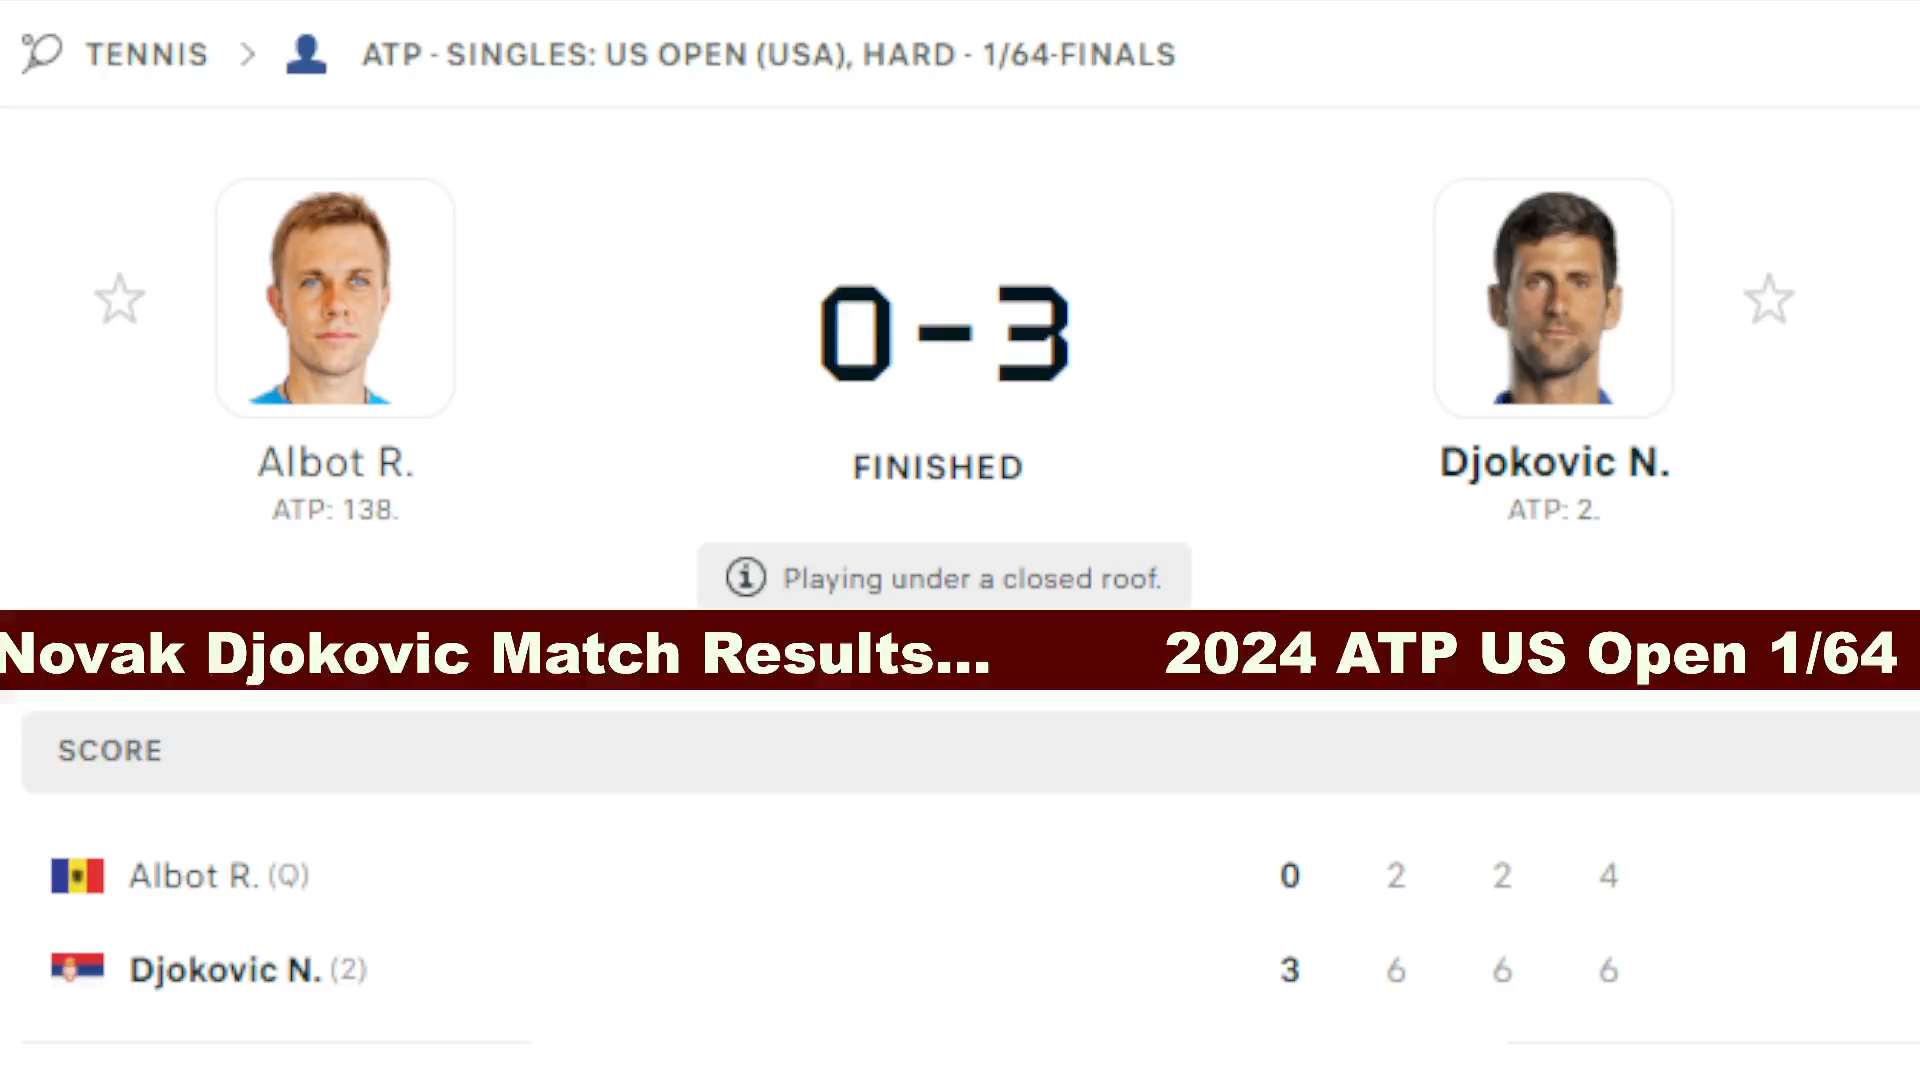 TENNIS > ATP - SINGLES: US OPEN (USA), HARD - 1/64-FINALS
0-3
Albot R.
ATP: 138.
FINISHED
Djokovic N.
ATP: 2.
Playing under a closed roof.
Novak Djokovic Match Results... 2024 ATP US Open 1/64
SCORE
Albot R. (Q) 0 2 2 4
Djokovic N. (2) 3 6 6 6